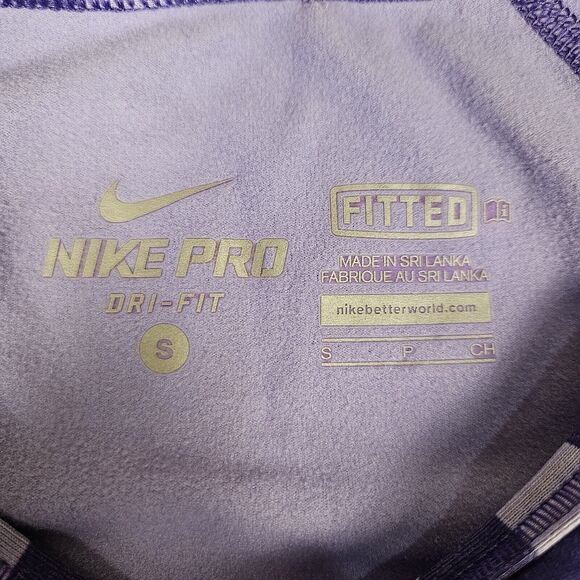 NIKE PRO
DRI-FIT
S
FITTED
MADE IN SRI LANKA
FABRIQUE AU SRI LANKA
nikebetterworld.com
S P CH